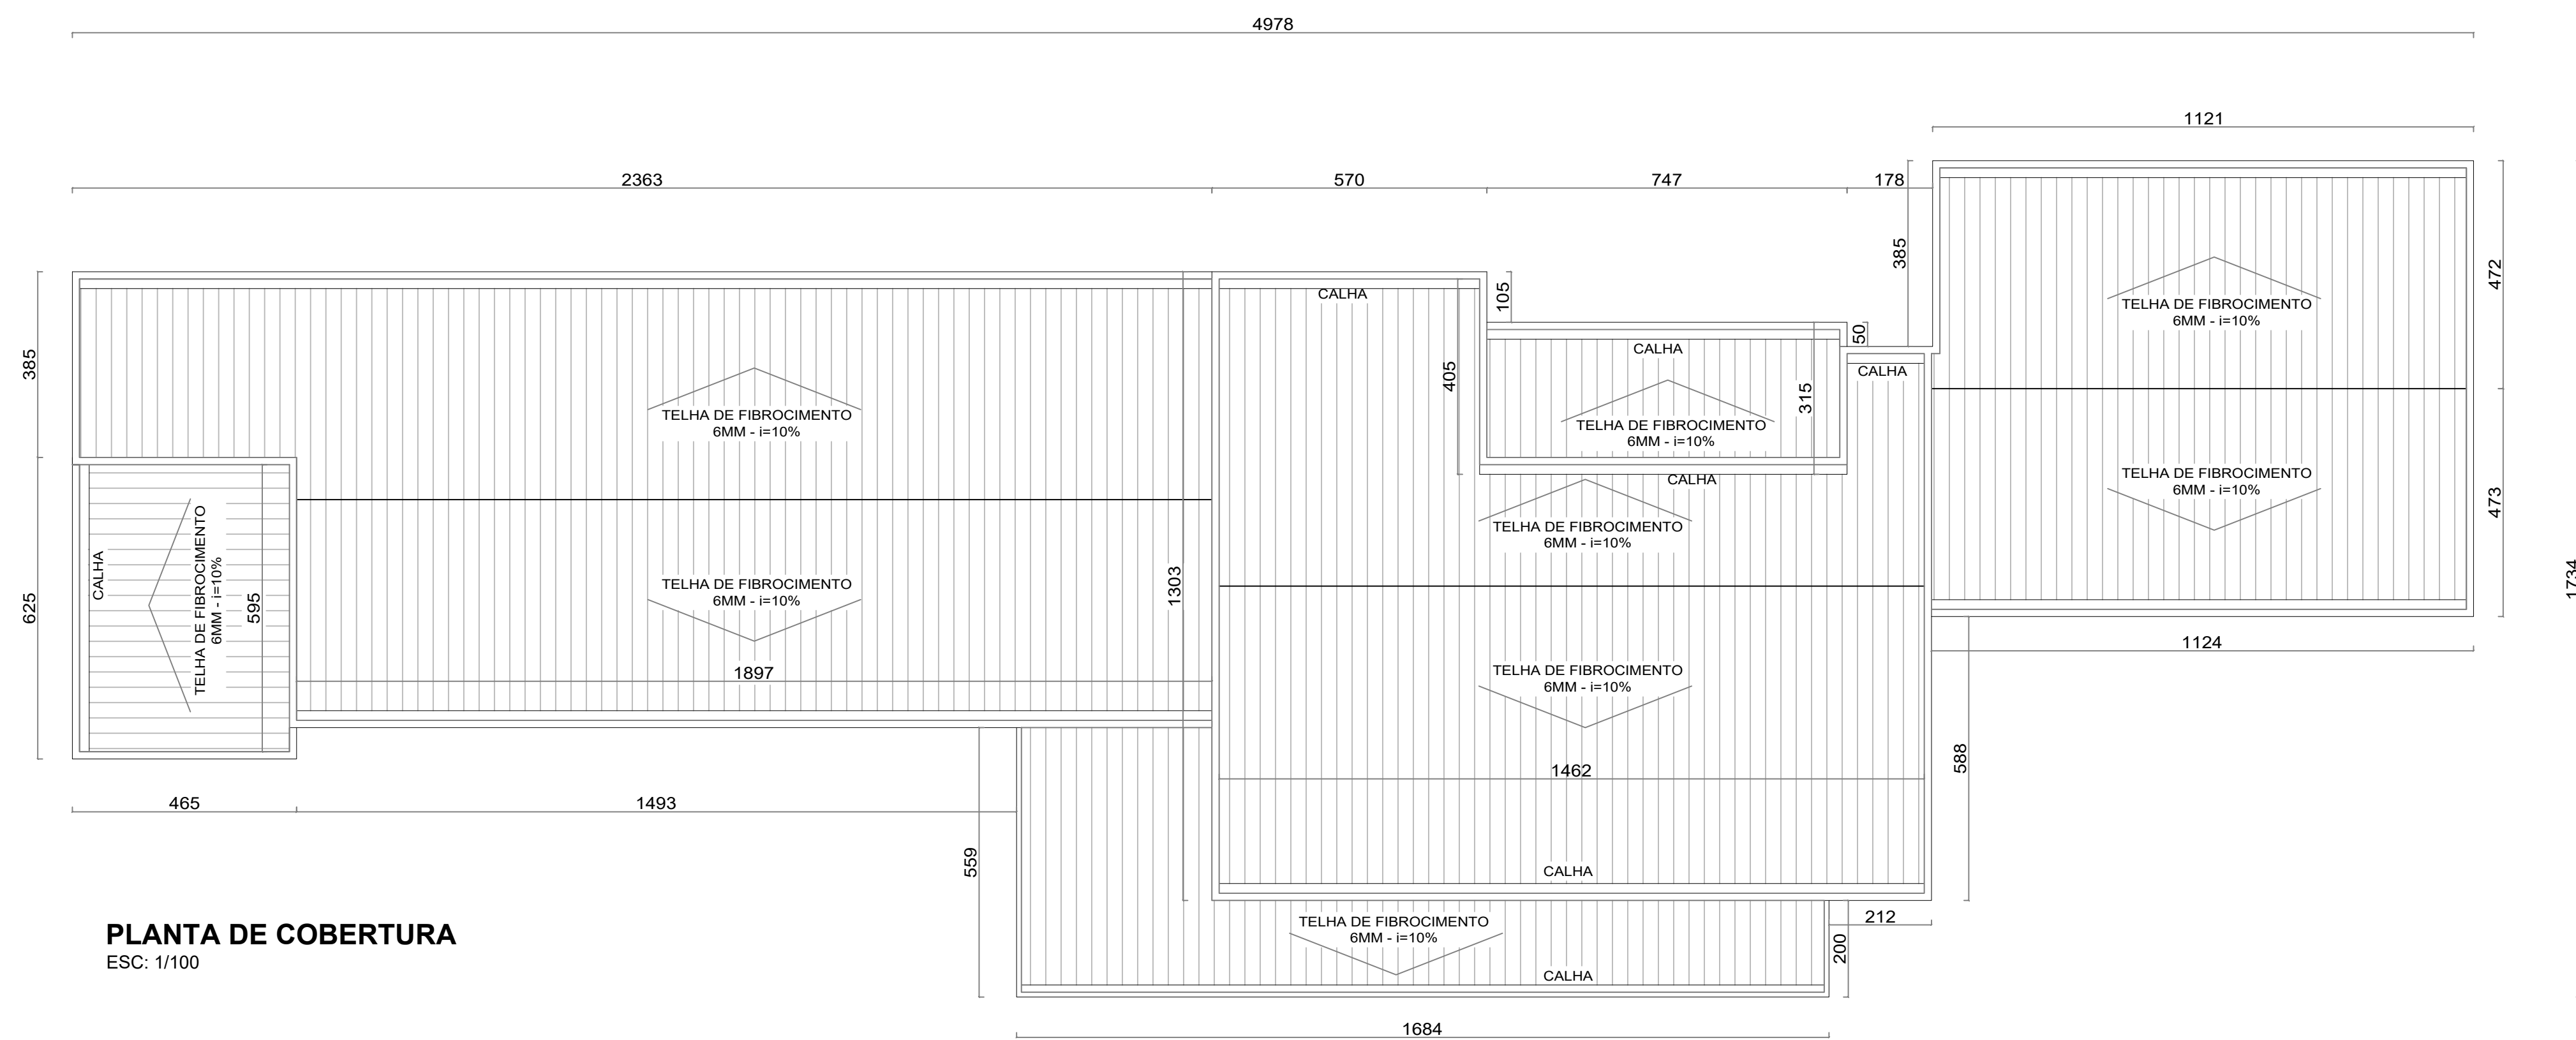 4978
1121
2363
570
747
178
385
472
105
50
CALHA
CALHA
CALHA
385
405
315
TELHA DE FIBROCIMENTO
6MM - i=10%
TELHA DE FIBROCIMENTO
6MM - i=10%
TELHA DE FIBROCIMENTO
6MM - i=10%
CALHA
TELHA DE FIBROCIMENTO
6MM - i=10%
473
TELHA DE FIBROCIMENTO
6MM - i=10%
625
CALHA
TELHA DE FIBROCIMENTO
6MM - i=10%
595
TELHA DE FIBROCIMENTO
6MM - i=10%
1303
1734
1124
1897
TELHA DE FIBROCIMENTO
6MM - i=10%
588
1462
465
1493
559
CALHA
212
TELHA DE FIBROCIMENTO
6MM - i=10%
200
CALHA
PLANTA DE COBERTURA
ESC: 1/100
1684